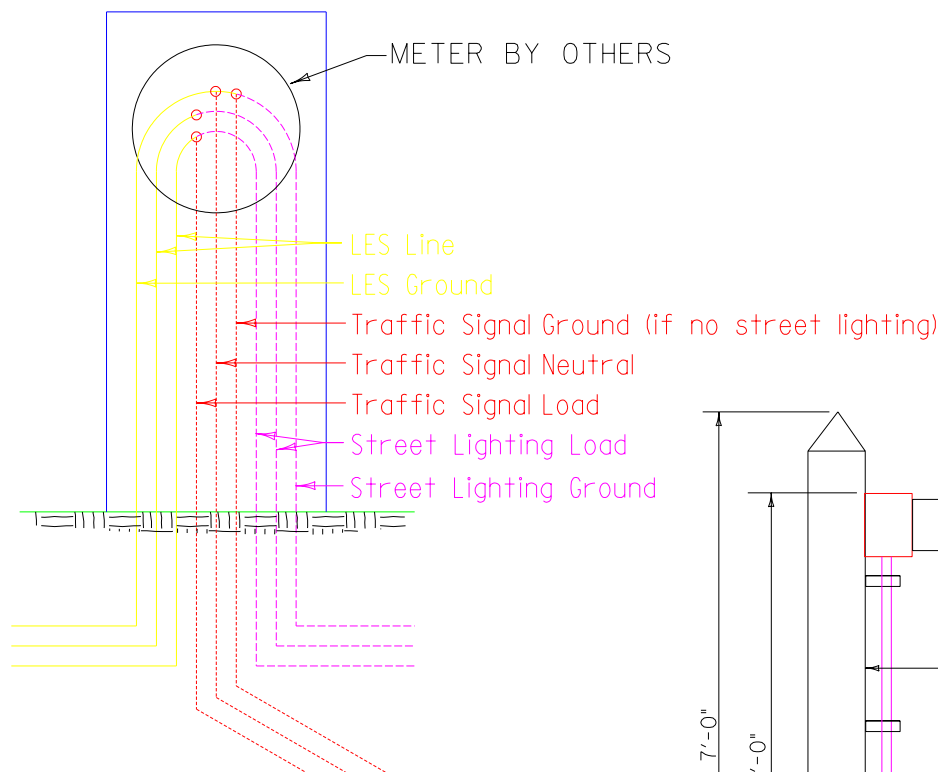 METER BY OTHERS
LES Line
LES Ground
Traffic Signal Ground (if no street lighting)
Traffic Signal Neutral
Traffic Signal Load
Street Lighting Load
Street Lighting Ground
7'-0"
'-0"